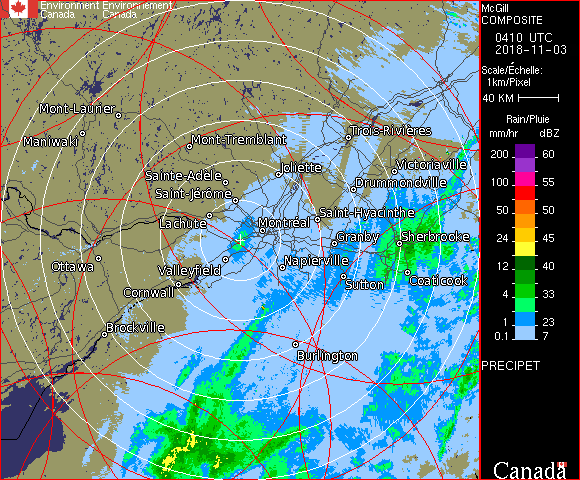 Environment Environnement
Canada Canada
McGill
COMPOSITE
0410 UTC
2018-11-03
Scale/Échelle:
1km/Pixel
40 KM
Rain/Pluie
mm/hr dBZ
200 60
100 55
50 50
24 45
12 40
4 33
1 23
0.1 7
PRECIPET
Mont-Laurier
Maniwaki
Mont-Tremblant
Trois-Rivières
Joliette
Victoriaville
Sainte-Adèle
Drummondville
Saint-Jérôme
Saint-Hyacinthe
Lachute
Montréal
Granby
Sherbrooke
Ottawa
Valleyfield
Napierville
Sutton
Coaticook
Cornwall
Brockville
Burlington
Canada